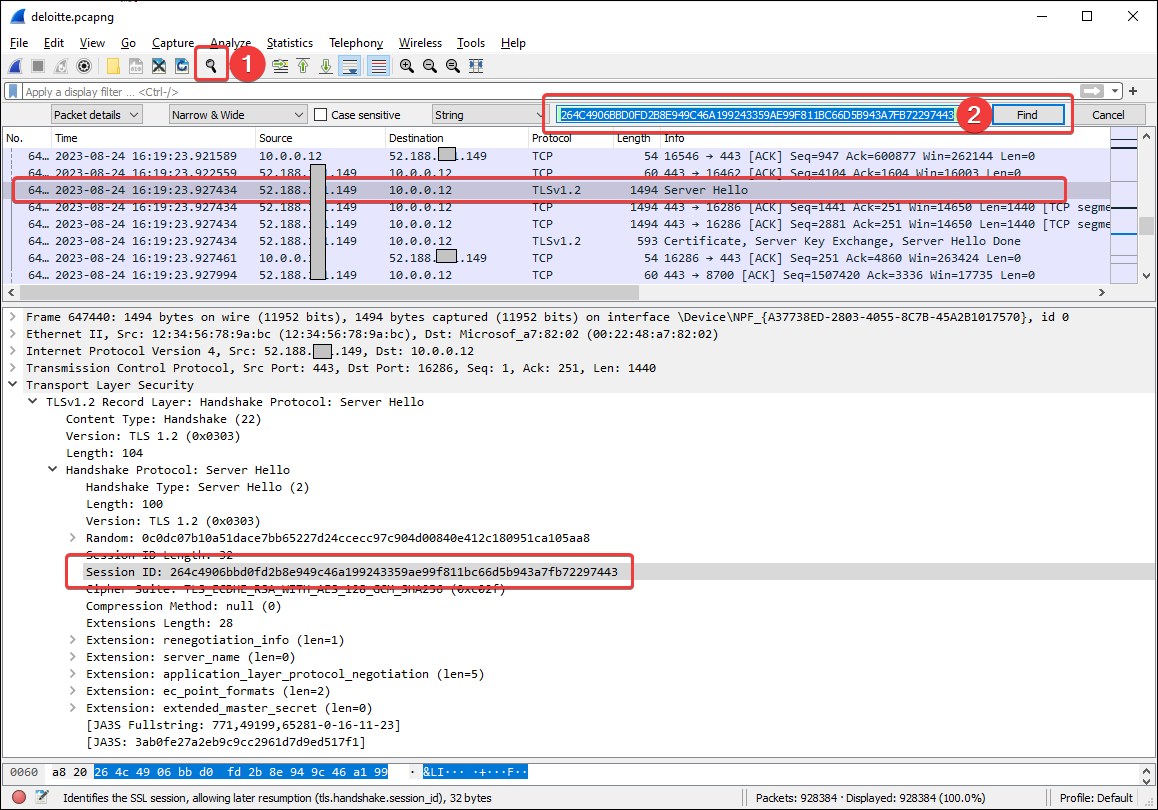 deloitte.pcapng
File Edit View Go Capture Analyze Statistics Telephony Wireless Tools Help
1
Apply a display filter ... <Ctrl-/>
Packet details Narrow & Wide Case sensitive String 264C4906BBD0FD2B8E949C46A199243359AE99F811BC66D5B943A7FB72297443 2 Find Cancel
No. Time Source Destination Protocol Length Info
64… 2023-08-24 16:19:23.921589 10.0.0.12 52.188. .149 TCP 54 16546 → 443 [ACK] Seq=947 Ack=600877 Win=262144 Len=0
64… 2023-08-24 16:19:23.922559 52.188. .149 10.0.0.12 TCP 60 443 → 16462 [ACK] Seq=4104 Ack=1604 Win=16003 Len=0
64… 2023-08-24 16:19:23.927434 52.188. .149 10.0.0.12 TLSv1.2 1494 Server Hello
64… 2023-08-24 16:19:23.927434 52.188. .149 10.0.0.12 TCP 1494 443 → 16286 [ACK] Seq=1441 Ack=251 Win=14650 Len=1440 [TCP segme
64… 2023-08-24 16:19:23.927434 52.188. .149 10.0.0.12 TCP 1494 443 → 16286 [ACK] Seq=2881 Ack=251 Win=14650 Len=1440 [TCP segme
64… 2023-08-24 16:19:23.927434 52.188. .149 10.0.0.12 TLSv1.2 593 Certificate, Server Key Exchange, Server Hello Done
64… 2023-08-24 16:19:23.927461 10.0.0. 52.188. .149 TCP 54 16286 → 443 [ACK] Seq=251 Ack=4860 Win=263424 Len=0
64… 2023-08-24 16:19:23.927994 52.188. .149 10.0.0.12 TCP 60 443 → 8700 [ACK] Seq=1507420 Ack=3336 Win=17735 Len=0
Frame 647440: 1494 bytes on wire (11952 bits), 1494 bytes captured (11952 bits) on interface \Device\NPF_{A37738ED-2803-4055-8C7B-45A2B1017570}, id 0
Ethernet II, Src: 12:34:56:78:9a:bc (12:34:56:78:9a:bc), Dst: Microsof_a7:82:02 (00:22:48:a7:82:02)
Internet Protocol Version 4, Src: 52.188. .149, Dst: 10.0.0.12
Transmission Control Protocol, Src Port: 443, Dst Port: 16286, Seq: 1, Ack: 251, Len: 1440
Transport Layer Security
TLSv1.2 Record Layer: Handshake Protocol: Server Hello
Content Type: Handshake (22)
Version: TLS 1.2 (0x0303)
Length: 104
Handshake Protocol: Server Hello
Handshake Type: Server Hello (2)
Length: 100
Version: TLS 1.2 (0x0303)
Random: 0c0dc07b10a51dace7bb65227d24ccecc97c904d00840e412c180951ca105aa8
Session ID Length: 32
Session ID: 264c4906bbd0fd2b8e949c46a199243359ae99f811bc66d5b943a7fb72297443
Cipher Suite: TLS_ECDHE_RSA_WITH_AES_128_GCM_SHA256 (0xc02f)
Compression Method: null (0)
Extensions Length: 28
Extension: renegotiation_info (len=1)
Extension: server_name (len=0)
Extension: application_layer_protocol_negotiation (len=5)
Extension: ec_point_formats (len=2)
Extension: extended_master_secret (len=0)
[JA3S Fullstring: 771,49199,65281-0-16-11-23]
[JA3S: 3ab0fe27a2eb9c9cc2961d7d9ed517f1]
0060 a8 20 26 4c 49 06 bb d0 fd 2b 8e 94 9c 46 a1 99 · &LI··· ·+···F··
Identifies the SSL session, allowing later resumption (tls.handshake.session_id), 32 bytes Packets: 928384 · Displayed: 928384 (100.0%) Profile: Default